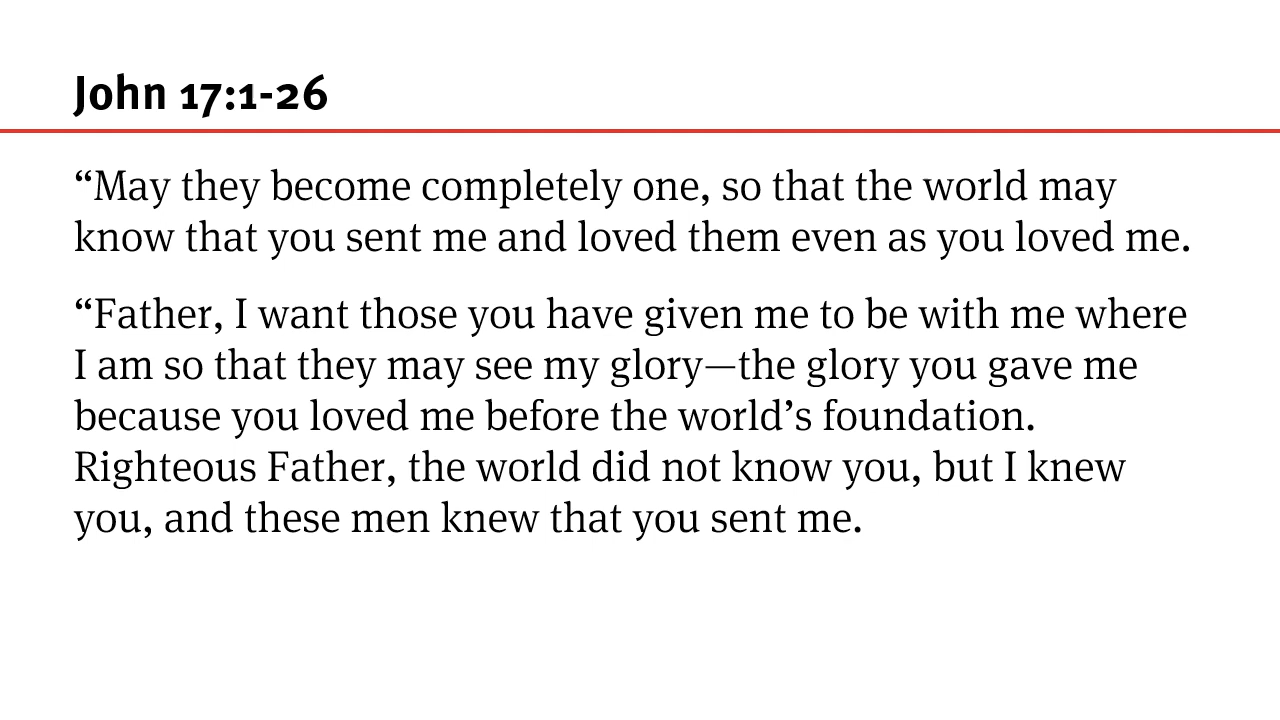 John 17:1-26
“May they become completely one, so that the world may
know that you sent me and loved them even as you loved me.
“Father, I want those you have given me to be with me where
I am so that they may see my glory—the glory you gave me
because you loved me before the world’s foundation.
Righteous Father, the world did not know you, but I knew
you, and these men knew that you sent me.